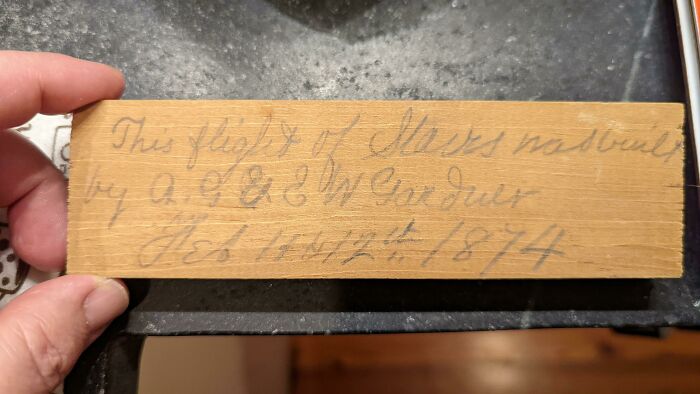 This flight of Stairs was built
by A. G. & E W Gardner
Feb 11 & 12th 1874